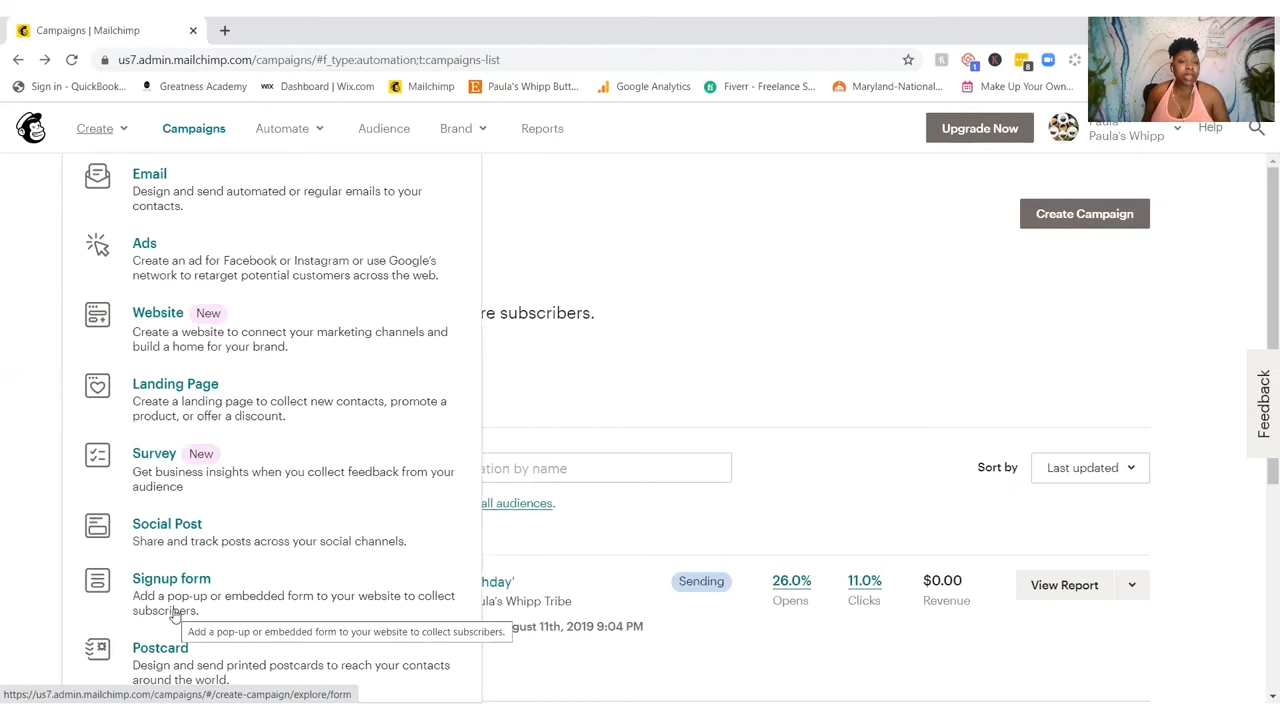 Campaigns | Mailchimp
us7.admin.mailchimp.com/campaigns/#f_type:automation;t:campaigns-list
Sign in - QuickBook...
Greatness Academy
WIX
Dashboard | Wix.com
Mailchimp
Paula's Whipp Butt...
Google Analytics
Fiverr - Freelance S...
Maryland-National...
Make Up Your Own...
1
8
Create
Campaigns
Automate
Audience
Brand
Reports
Upgrade Now
Paula's Whipp
Help
Email
Design and send automated or regular emails to your
contacts.
Create Campaign
Ads
Create an ad for Facebook or Instagram or use Google's
network to retarget potential customers across the web.
Website
New
re subscribers.
Create a website to connect your marketing channels and
build a home for your brand.
Landing Page
Create a landing page to collect new contacts, promote a
product, or offer a discount.
Feedback
Survey
New
Get business insights when you collect feedback from your
audience
ation by name
Sort by
Last updated
all audiences.
Social Post
Share and track posts across your social channels.
Signup form
Add a pop-up or embedded form to your website to collect
subscribers.
hday'
Sending
26.0%
11.0%
$0.00
View Report
ula's Whipp Tribe
Opens
Clicks
Revenue
gust 11th, 2019 9:04 PM
Add a pop-up or embedded form to your website to collect subscribers.
Postcard
Design and send printed postcards to reach your contacts
around the world.
https://us7.admin.mailchimp.com/campaigns/#/create-campaign/explore/form